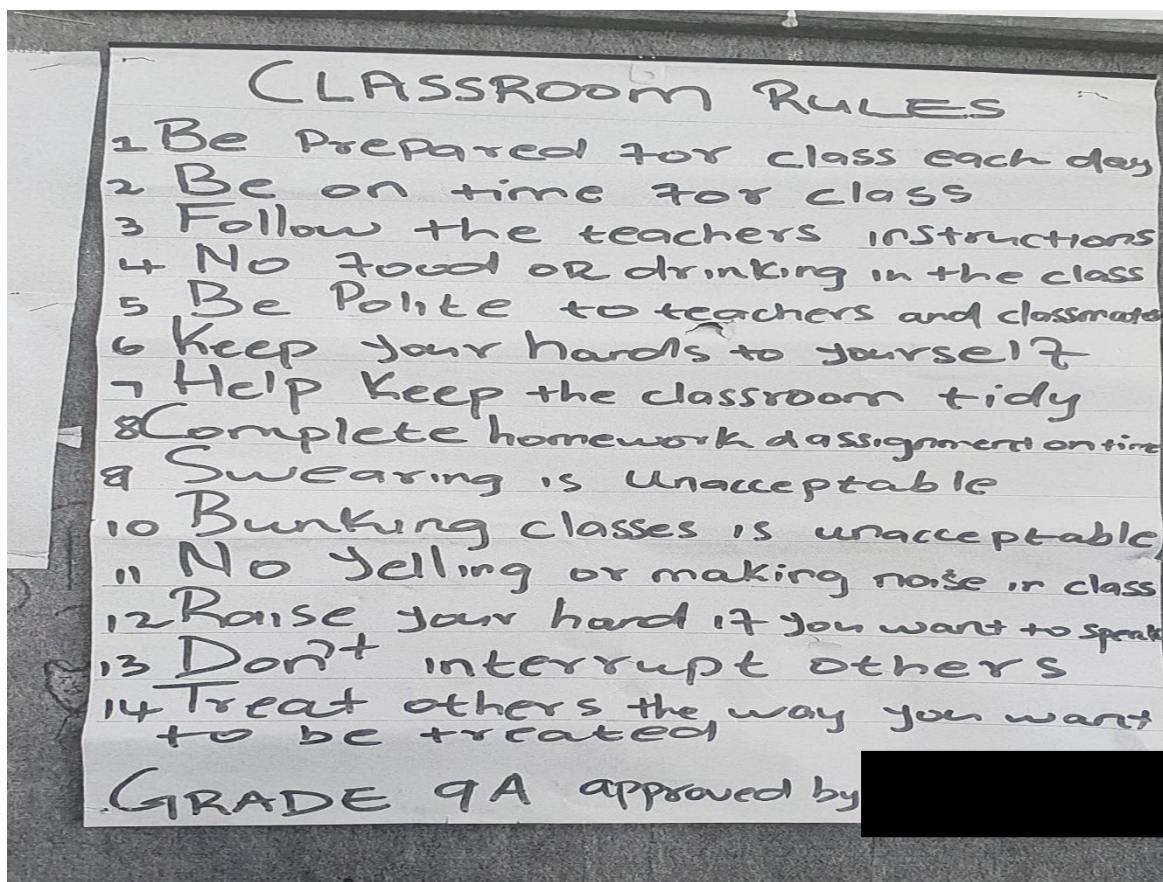 CLASSROOM RULES
1 Be Prepared for class each day
2 Be on time for class
3 Follow the teachers instructions
4 No food OR drinking in the class
5 Be Polite to teachers and classmates
6 Keep your hands to yourself
7 Help Keep the classroom tidy
8 Complete homework & assignment on time
9 Swearing is unacceptable
10 Bunking classes is unacceptable
11 No Yelling or making noise in class
12 Raise your hand if you want to speak
13 Don't interrupt others
14 Treat others the way you want
to be treated
GRADE 9A approved by